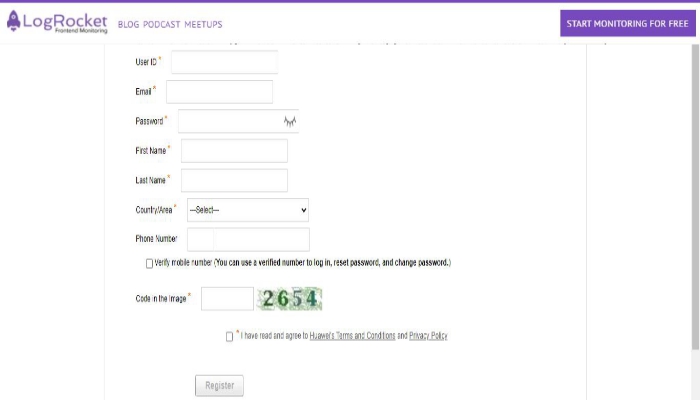 LogRocket
Frontend Monitoring
BLOG PODCAST MEETUPS
START MONITORING FOR FREE
User ID *
Email *
Password *
First Name *
Last Name *
Country/Area * ---Select---
Phone Number
Verify mobile number (You can use a verified number to log in, reset password, and change password.)
Code in the Image * 2654
* I have read and agree to Huawei's Terms and Conditions and Privacy Policy
Register